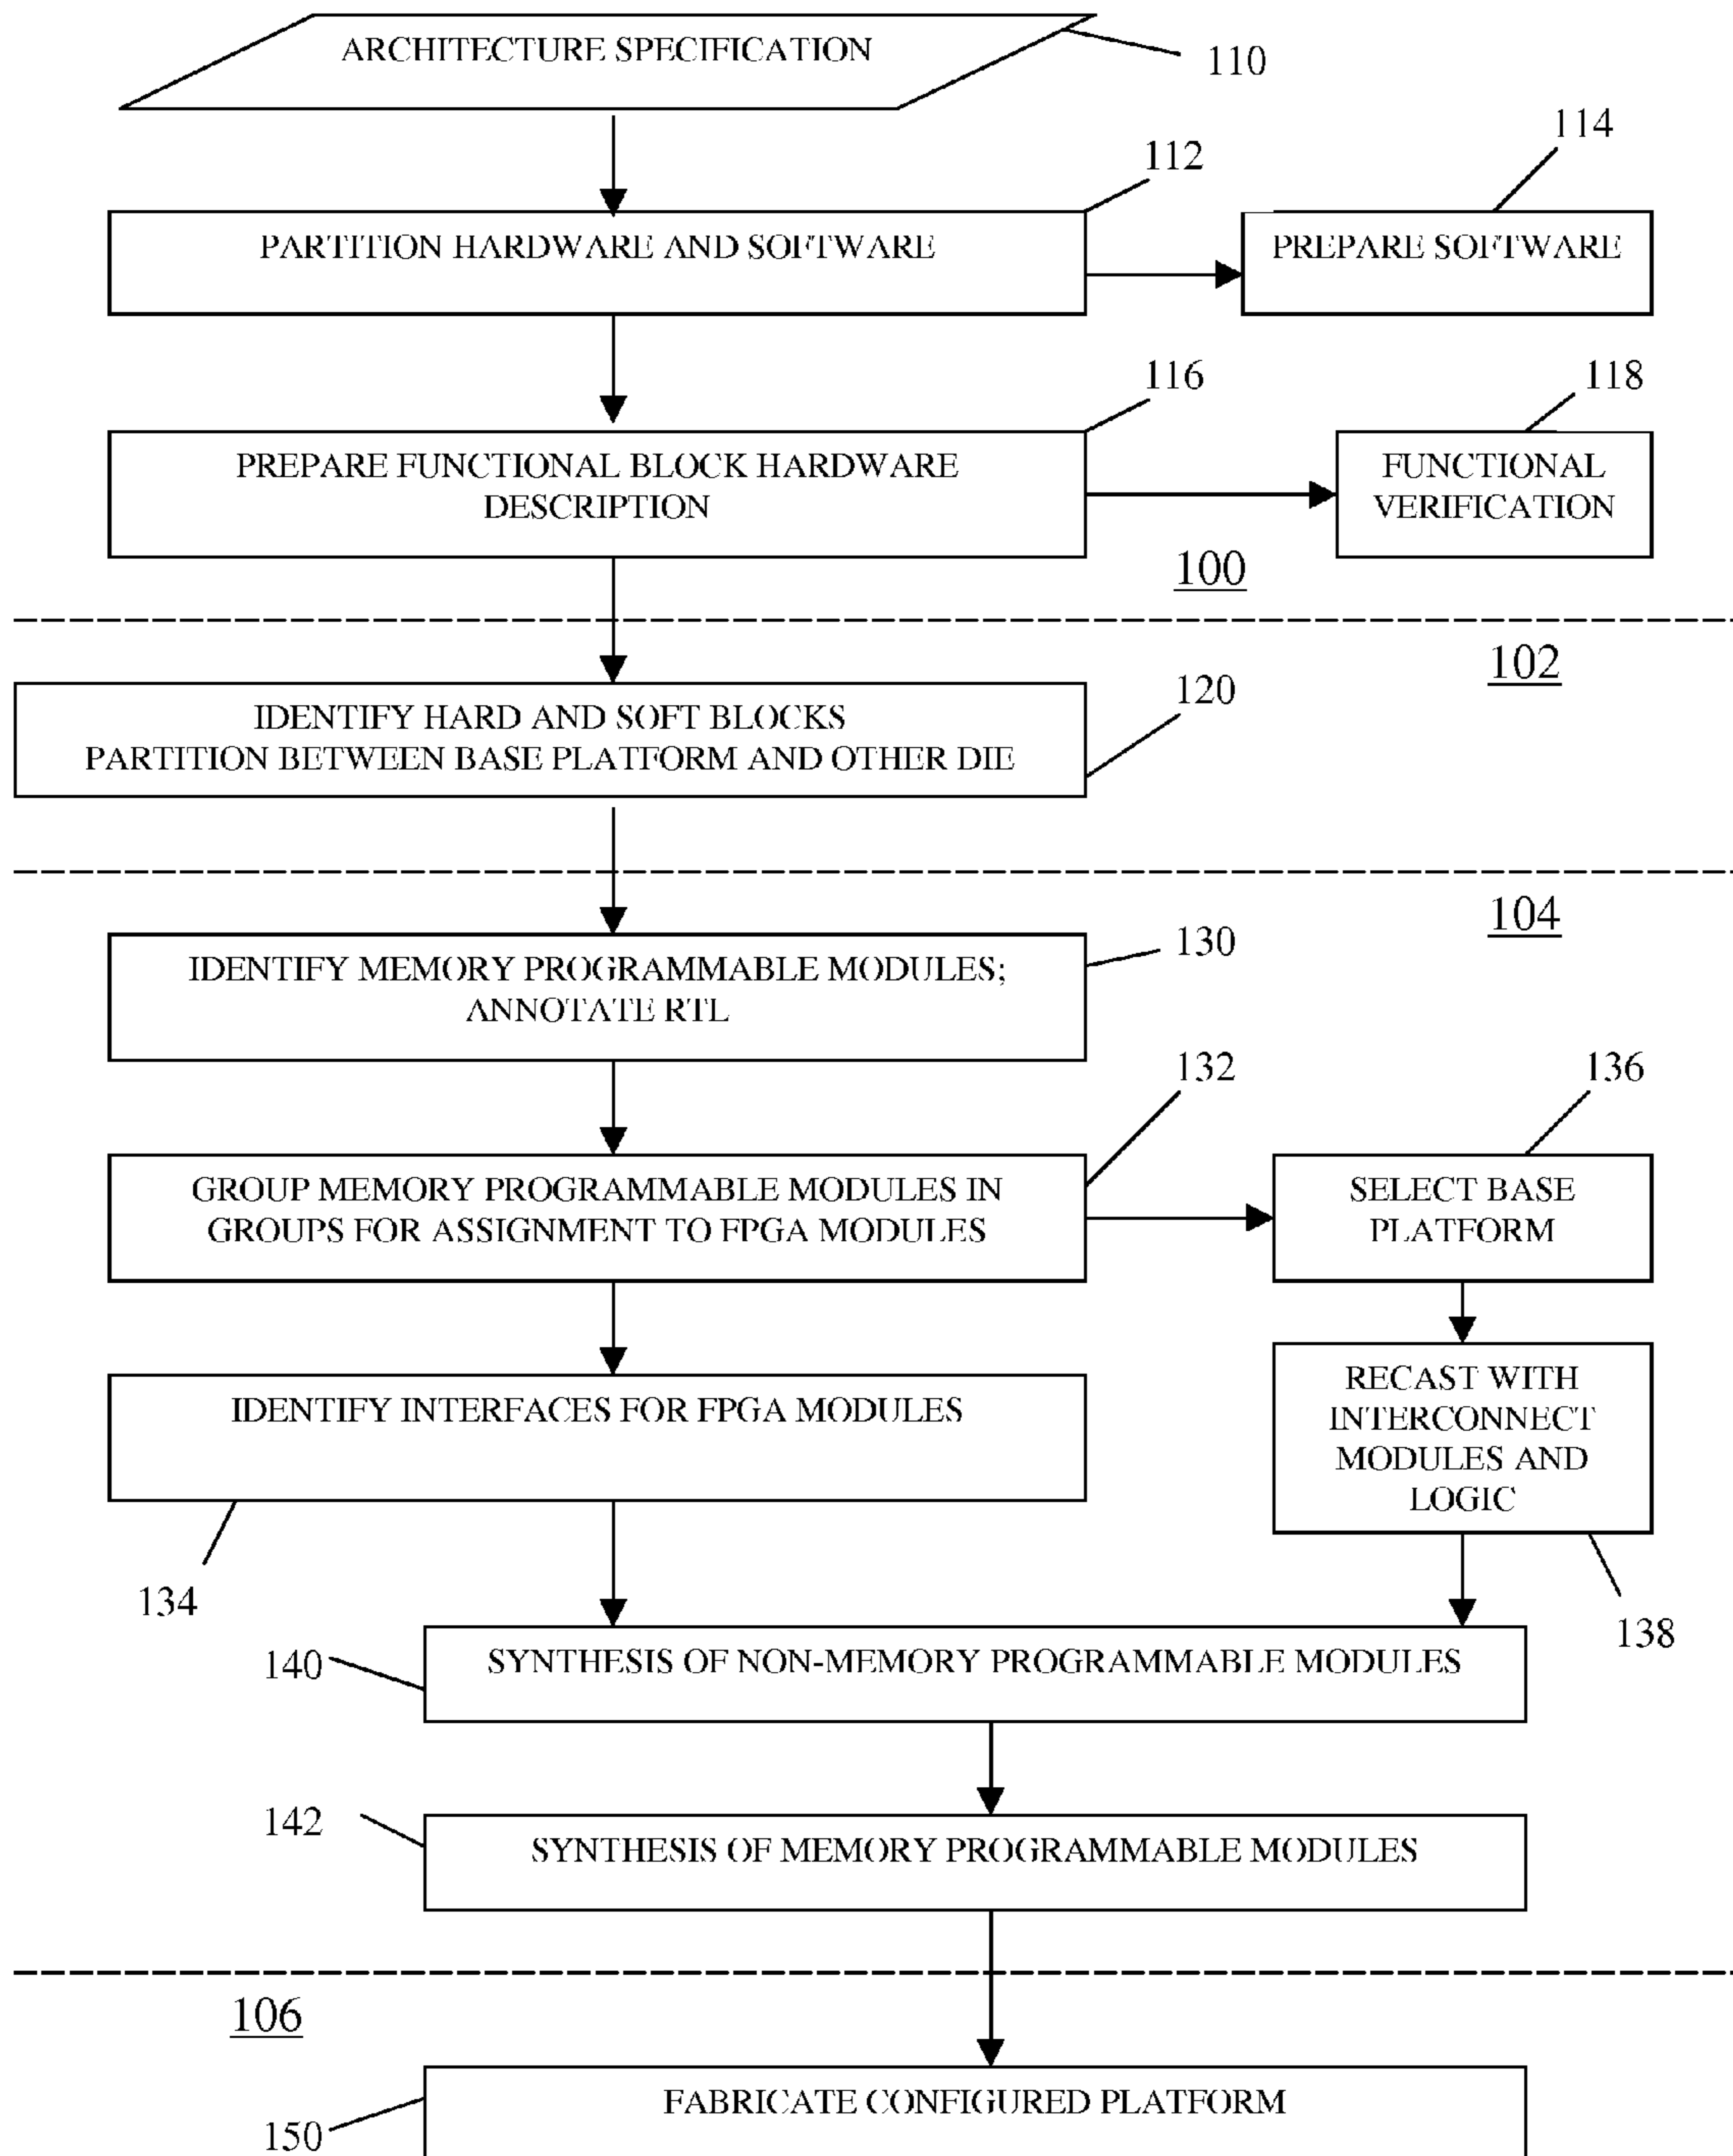 ARCHITECTURE SPECIFICATION
110
112
114
PARTITION HARDWARE AND SOFTWARE
PREPARE SOFTWARE
116
118
PREPARE FUNCTIONAL BLOCK HARDWARE
DESCRIPTION
FUNCTIONAL
VERIFICATION
100
102
IDENTIFY HARD AND SOFT BLOCKS
PARTITION BETWEEN BASE PLATFORM AND OTHER DIE
120
104
IDENTIFY MEMORY PROGRAMMABLE MODULES;
ANNOTATE RTL
130
132
136
GROUP MEMORY PROGRAMMABLE MODULES IN
GROUPS FOR ASSIGNMENT TO FPGA MODULES
SELECT BASE
PLATFORM
IDENTIFY INTERFACES FOR FPGA MODULES
RECAST WITH
INTERCONNECT
MODULES AND
LOGIC
134
138
140
SYNTHESIS OF NON-MEMORY PROGRAMMABLE MODULES
142
SYNTHESIS OF MEMORY PROGRAMMABLE MODULES
106
FABRICATE CONFIGURED PLATFORM
150